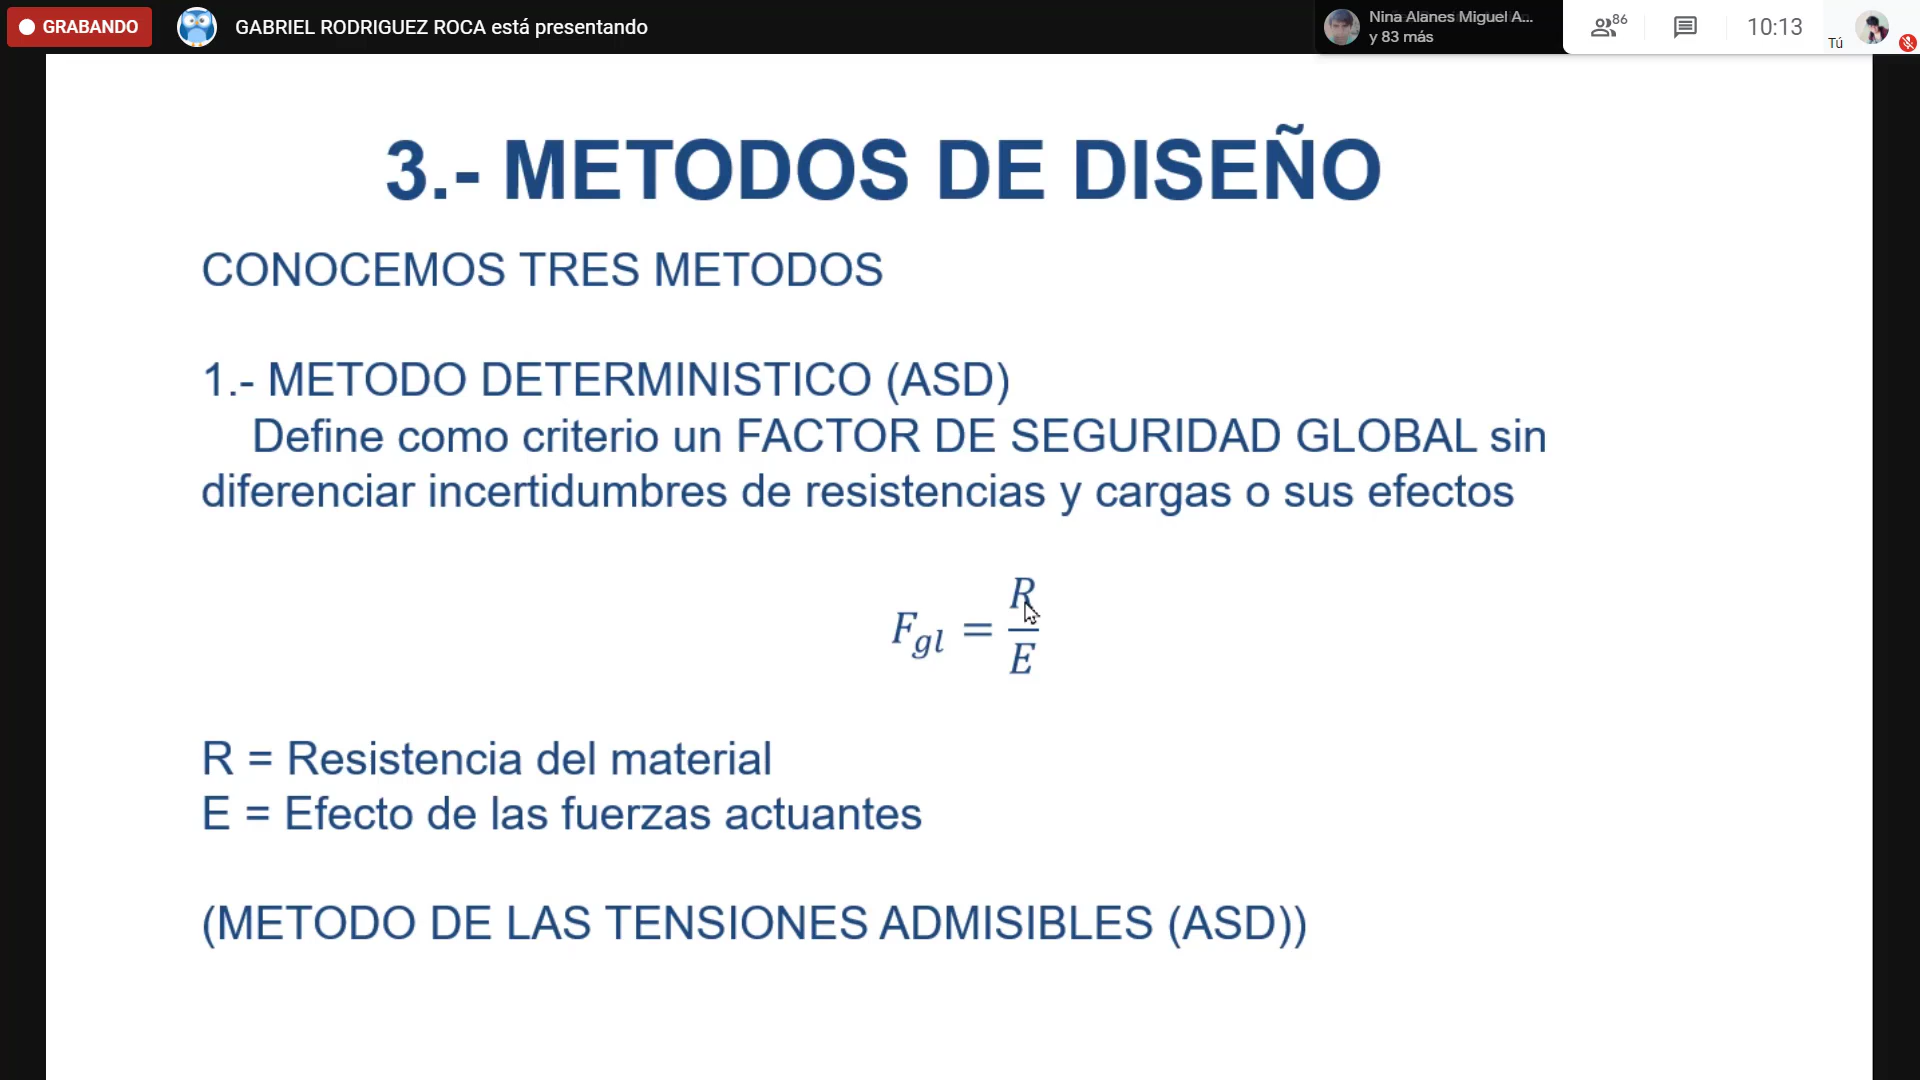 GRABANDO
GABRIEL RODRIGUEZ ROCA está presentando
Nina Alanes Miguel A...
y 83 más
86
10:13
Tú
3.- METODOS DE DISEÑO
CONOCEMOS TRES METODOS
1.- METODO DETERMINISTICO (ASD)
Define como criterio un FACTOR DE SEGURIDAD GLOBAL sin
diferenciar incertidumbres de resistencias y cargas o sus efectos
F_gl = R/E
R = Resistencia del material
E = Efecto de las fuerzas actuantes
(METODO DE LAS TENSIONES ADMISIBLES (ASD))